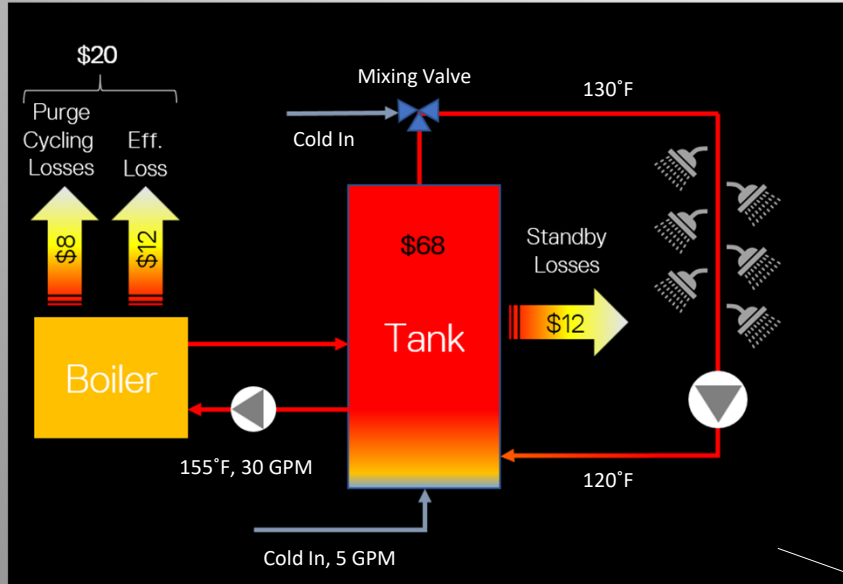 $20
Purge
Cycling
Losses
Eff.
Loss
$8
$12
Mixing Valve
Cold In
130˚F
$68
Tank
Standby
Losses
$12
Boiler
155˚F, 30 GPM
120˚F
Cold In, 5 GPM